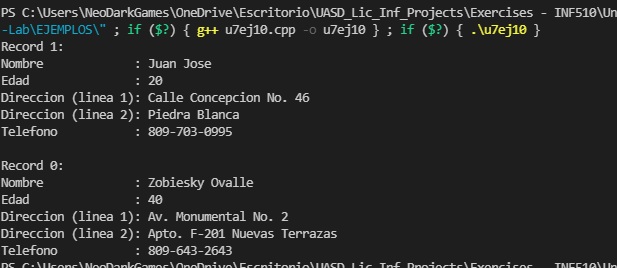 PS C:\Users\NeoDarkGames\OneDrive\Escritorio\UASD_Lic_Inf_Projects\Exercises - INF510\Un
-Lab\EJEMPLOS\" ; if ($?) { g++ u7ej10.cpp -o u7ej10 } ; if ($?) { .\u7ej10 }
Record 1:
Nombre : Juan Jose
Edad : 20
Direccion (linea 1): Calle Concepcion No. 46
Direccion (linea 2): Piedra Blanca
Telefono : 809-703-0995
Record 0:
Nombre : Zobiesky Ovalle
Edad : 40
Direccion (linea 1): Av. Monumental No. 2
Direccion (linea 2): Apto. F-201 Nuevas Terrazas
Telefono : 809-643-2643
PS C:\Users\NeoDarkGames\OneDrive\Escritorio\UASD_Lic_Inf_Projects\Exercises - INF510\Un